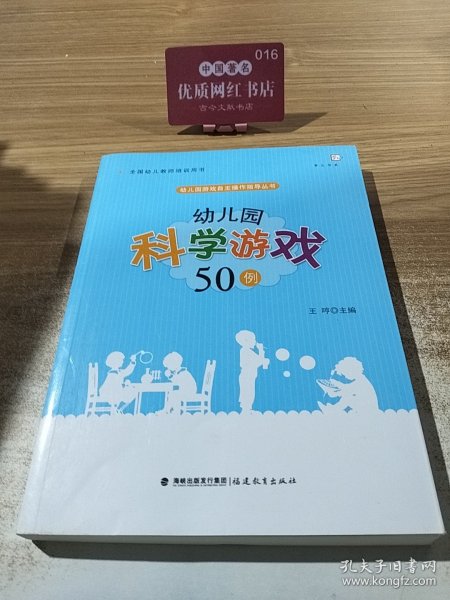 016
中国著名
优质网红书店
古今文献书店
全国幼儿教师培训用书
幼儿园游戏自主操作指导丛书
幼儿园
科学游戏
50例
王哼◎主编
海峡出版发行集团 福建教育出版社
孔夫子旧书网
www.kongfz.com